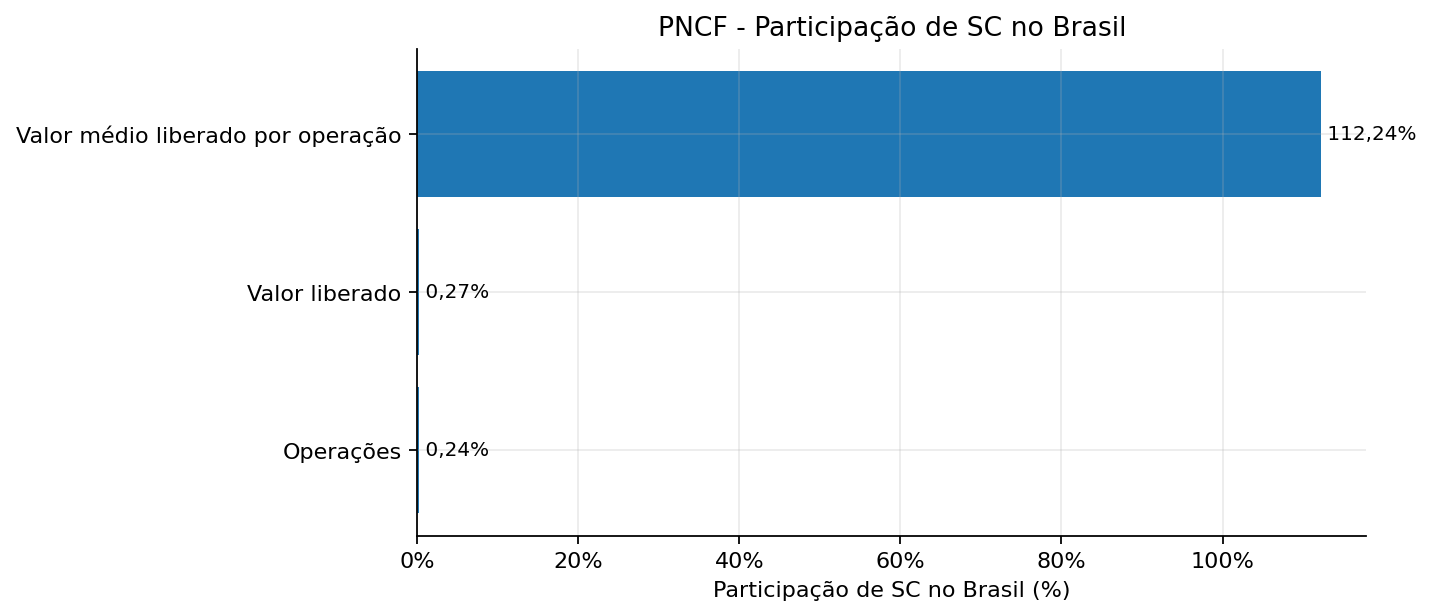 PNCF - Participação de SC no Brasil
Valor médio liberado por operação
112,24%
Valor liberado
0,27%
Operações
0,24%
0%
20%
40%
60%
80%
100%
Participação de SC no Brasil (%)